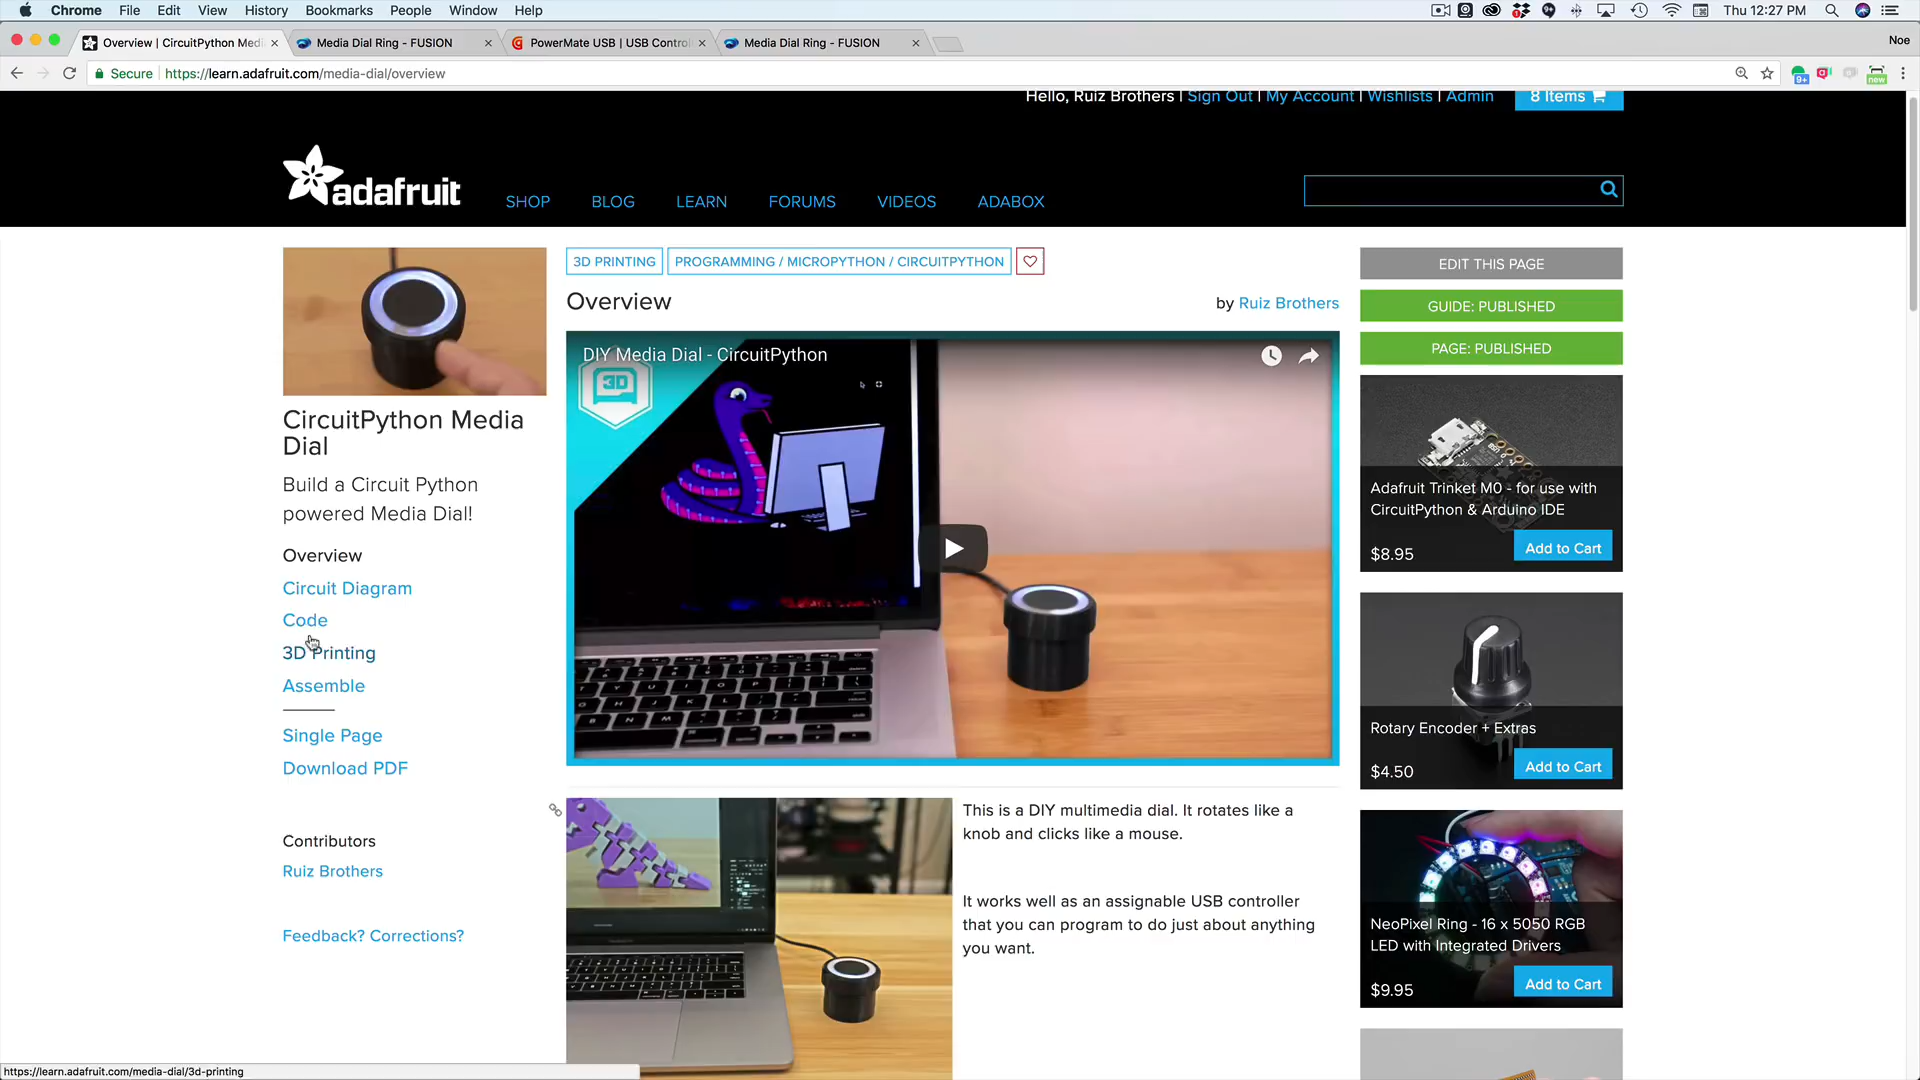 Chrome File Edit View History Bookmarks People Window Help
Thu 12:27 PM
Overview | CircuitPython Medi
Media Dial Ring - FUSION
PowerMate USB | USB Control
Media Dial Ring - FUSION
Noe
Secure https://learn.adafruit.com/media-dial/overview
9+
new
Hello, Ruiz Brothers | Sign Out | My Account | Wishlists | Admin
8 Items
adafruit
SHOP BLOG LEARN FORUMS VIDEOS ADABOX
CircuitPython Media
Dial
Build a Circuit Python
powered Media Dial!
Overview
Circuit Diagram
Code
3D Printing
Assemble
Single Page
Download PDF
Contributors
Ruiz Brothers
Feedback? Corrections?
3D PRINTING
PROGRAMMING / MICROPYTHON / CIRCUITPYTHON
Overview
by Ruiz Brothers
DIY Media Dial - CircuitPython
3D
This is a DIY multimedia dial. It rotates like a
knob and clicks like a mouse.
It works well as an assignable USB controller
that you can program to do just about anything
you want.
EDIT THIS PAGE
GUIDE: PUBLISHED
PAGE: PUBLISHED
Adafruit Trinket M0 - for use with
CircuitPython & Arduino IDE
$8.95
Add to Cart
Rotary Encoder + Extras
$4.50
Add to Cart
NeoPixel Ring - 16 x 5050 RGB
LED with Integrated Drivers
$9.95
Add to Cart
https://learn.adafruit.com/media-dial/3d-printing